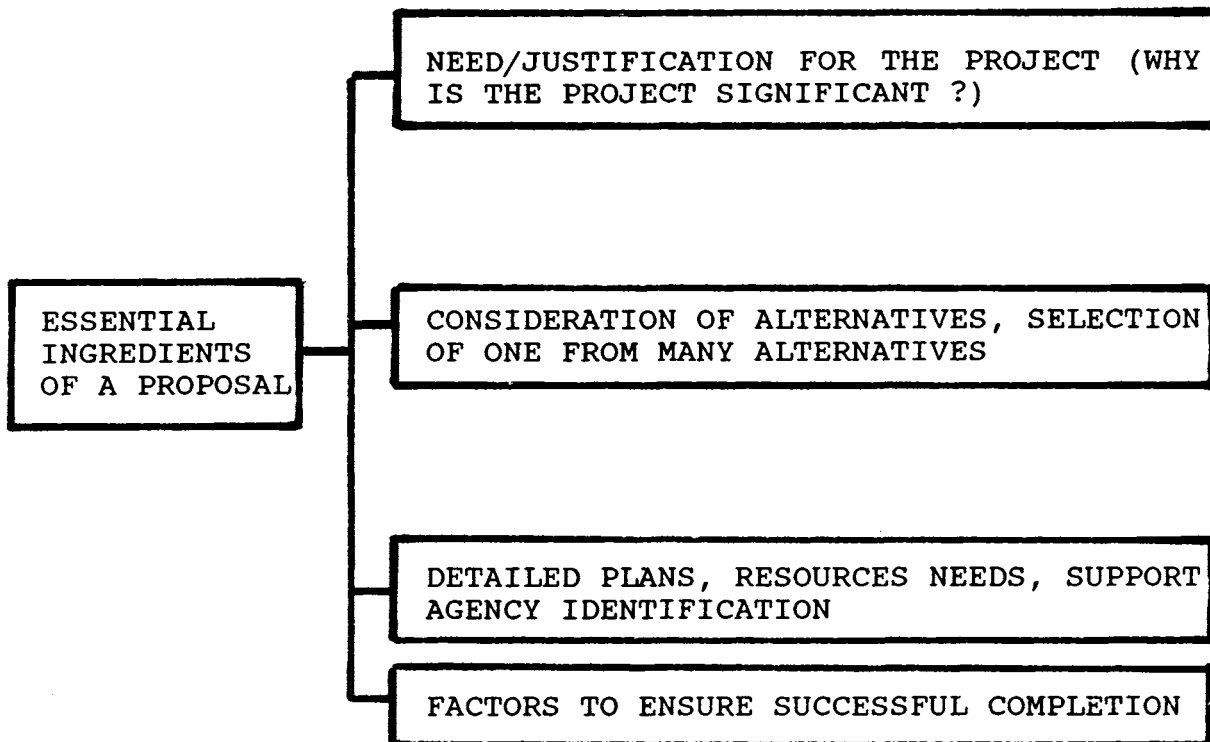 NEED/JUSTIFICATION FOR THE PROJECT (WHY
IS THE PROJECT SIGNIFICANT ?)
ESSENTIAL
INGREDIENTS
OF A PROPOSAL
CONSIDERATION OF ALTERNATIVES, SELECTION
OF ONE FROM MANY ALTERNATIVES
DETAILED PLANS, RESOURCES NEEDS, SUPPORT
AGENCY IDENTIFICATION
FACTORS TO ENSURE SUCCESSFUL COMPLETION